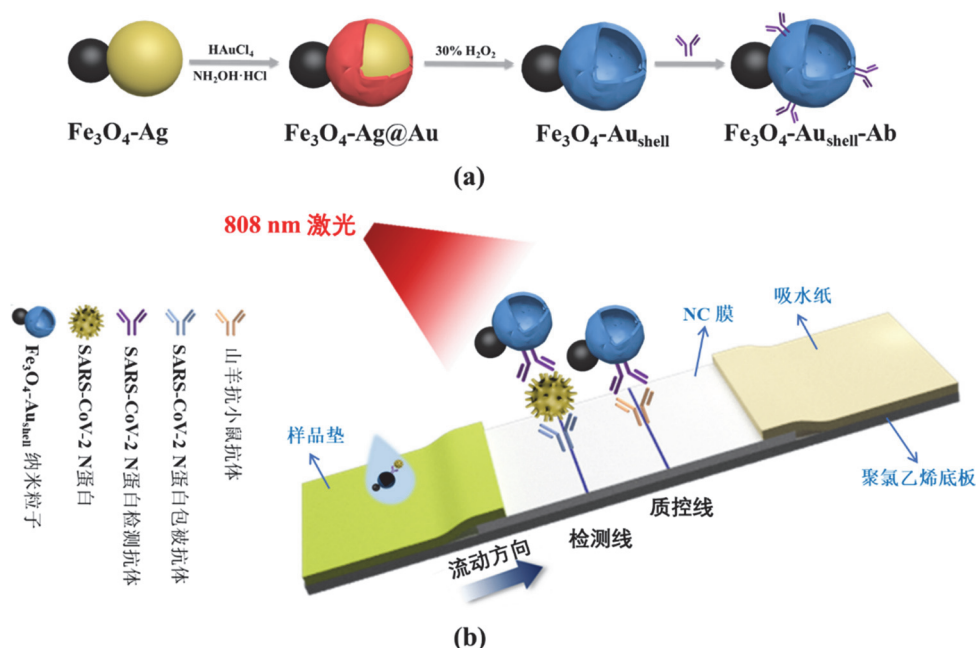 HAuCl₄
NH₂OH·HCl
30% H₂O₂
Fe₃O₄-Ag
Fe₃O₄-Ag@Au
Fe₃O₄-Au_shell
Fe₃O₄-Au_shell-Ab
(a)
808 nm 激光
Fe₃O₄-Au_shell 纳米粒子
SARS-CoV-2 N蛋白
SARS-CoV-2 N蛋白检测抗体
SARS-CoV-2 N蛋白包被抗体
山羊抗小鼠抗体
样品垫
NC 膜
吸水纸
聚氯乙烯底板
质控线
检测线
流动方向
(b)